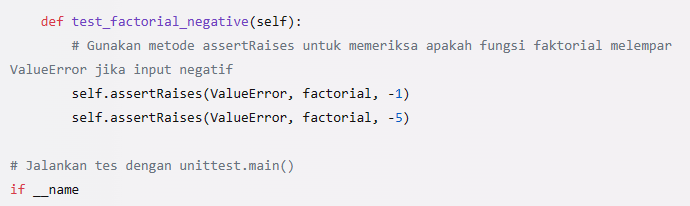 def test_factorial_negative(self):
        # Gunakan metode assertRaises untuk memeriksa apakah fungsi faktorial melempar
ValueError jika input negatif
        self.assertRaises(ValueError, factorial, -1)
        self.assertRaises(ValueError, factorial, -5)

# Jalankan tes dengan unittest.main()
if __name